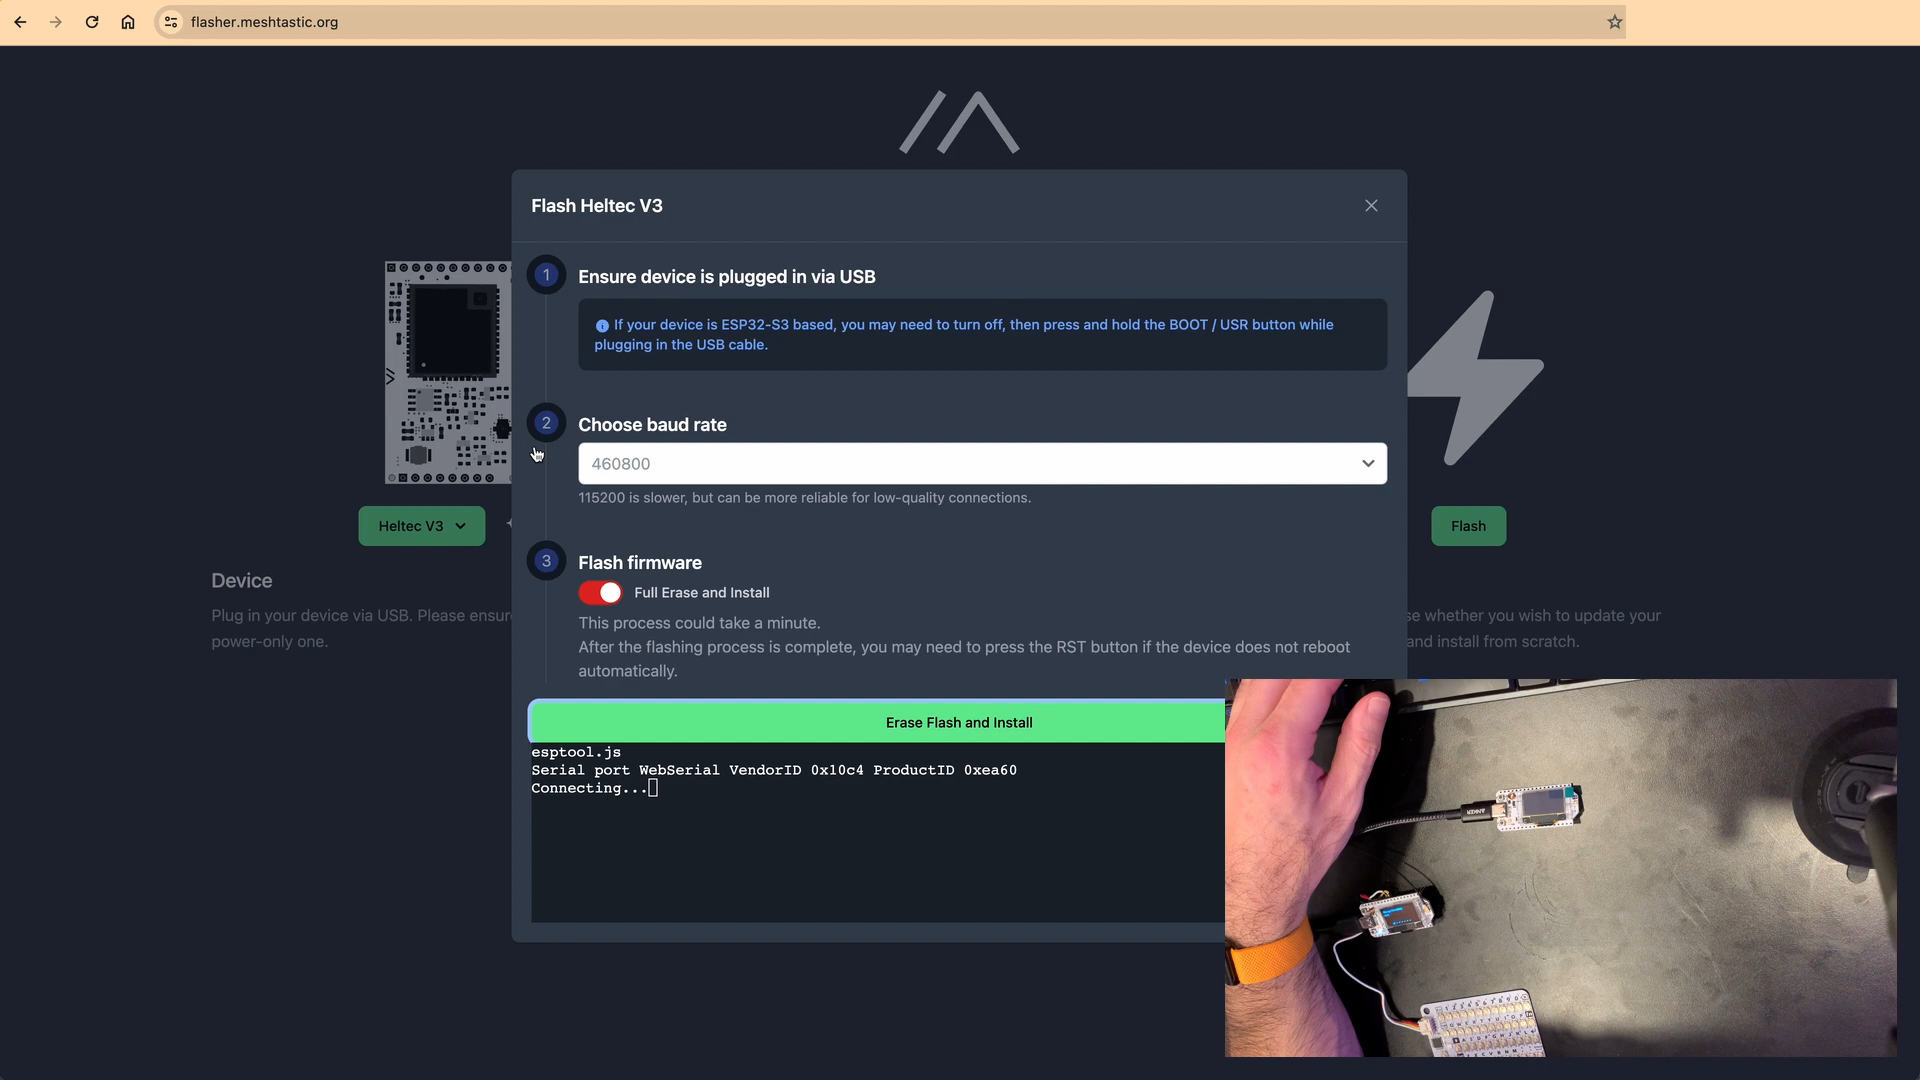 flasher.meshtastic.org
Flash Heltec V3
1
Ensure device is plugged in via USB
If your device is ESP32-S3 based, you may need to turn off, then press and hold the BOOT / USR button while
plugging in the USB cable.
2
Choose baud rate
460800
115200 is slower, but can be more reliable for low-quality connections.
Heltec V3
Flash
3
Flash firmware
Device
Full Erase and Install
Plug in your device via USB. Please ensur
power-only one.
This process could take a minute.
After the flashing process is complete, you may need to press the RST button if the device does not reboot
automatically.
se whether you wish to update your
and install from scratch.
Erase Flash and Install
esptool.js
Serial port WebSerial VendorID 0x10c4 ProductID 0xea60
Connecting...
ANKER